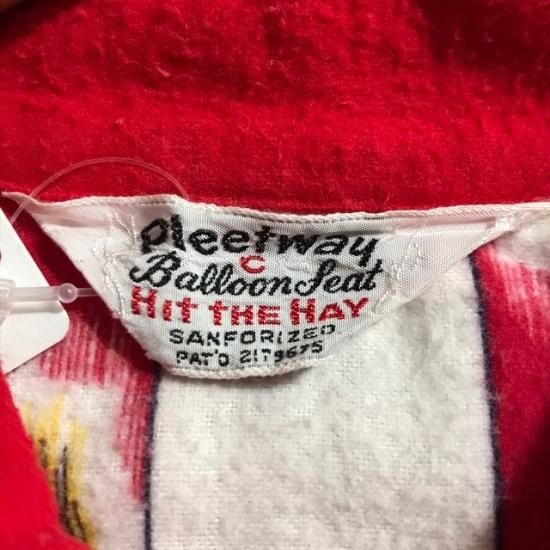 Pleetway
C
Balloon Seat
HIT THE HAY
SANFORIZED
PAT'D 2179675